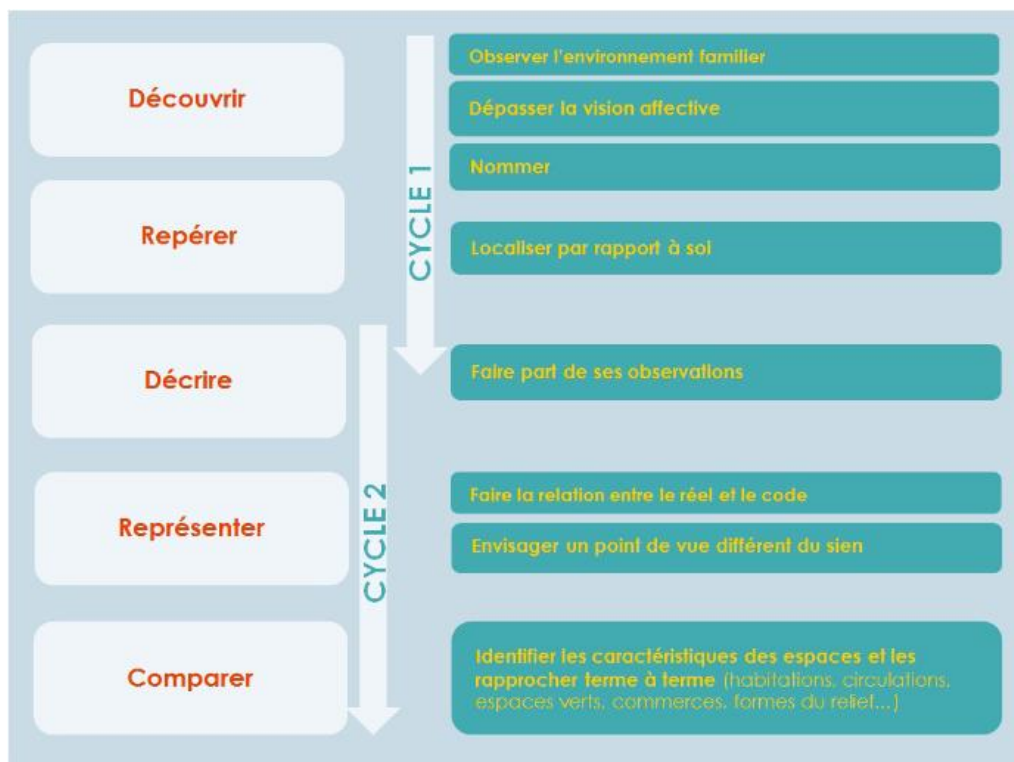 Découvrir
Observer l'environnement familier
Dépasser la vision affective
Nommer
CYCLE 1
Repérer
Localiser par rapport à soi
Décrire
Faire part de ses observations
CYCLE 2
Représenter
Faire la relation entre le réel et le code
Envisager un point de vue différent du sien
Comparer
Identifier les caractéristiques des espaces et les
rapprocher terme à terme (habitations, circulations,
espaces verts, commerces, formes du relief...)